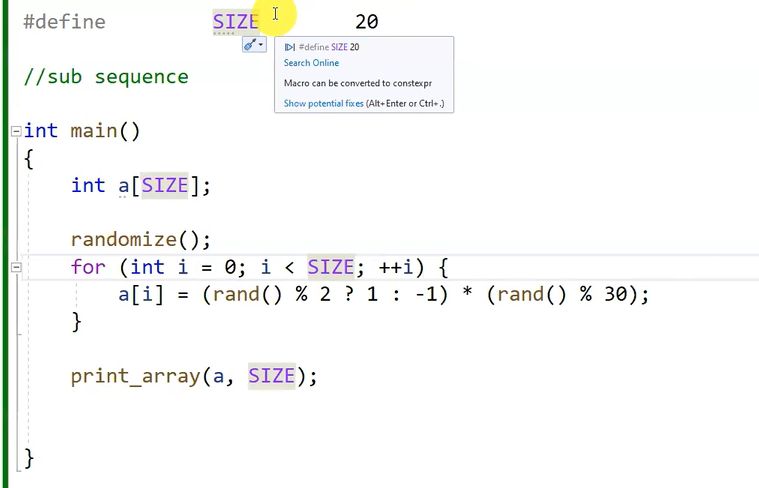 #define SIZE 20
#define SIZE 20
Search Online
//sub sequence
Macro can be converted to constexpr
Show potential fixes (Alt+Enter or Ctrl+.)
int main()
{
int a[SIZE];
randomize();
for (int i = 0; i < SIZE; ++i) {
a[i] = (rand() % 2 ? 1 : -1) * (rand() % 30);
}
print_array(a, SIZE);
}